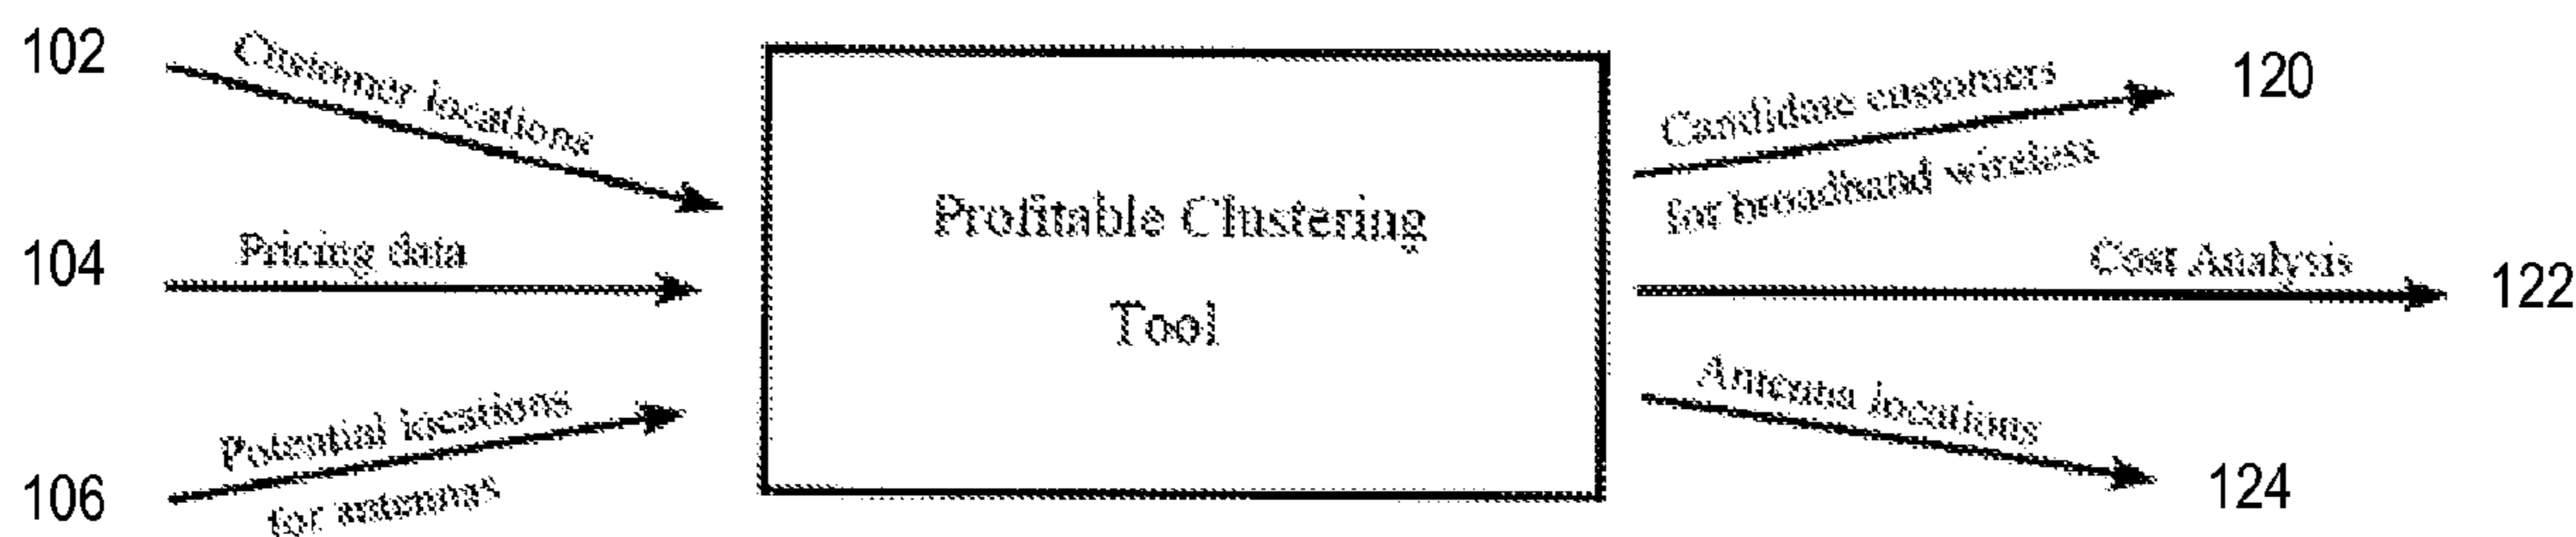 102
Customer locations
104
Pricing data
106
Potential locations
for antennas
Profitable Clustering
Tool
Candidate customers
for broadband wireless
120
Cost Analysis
122
Antenna locations
124